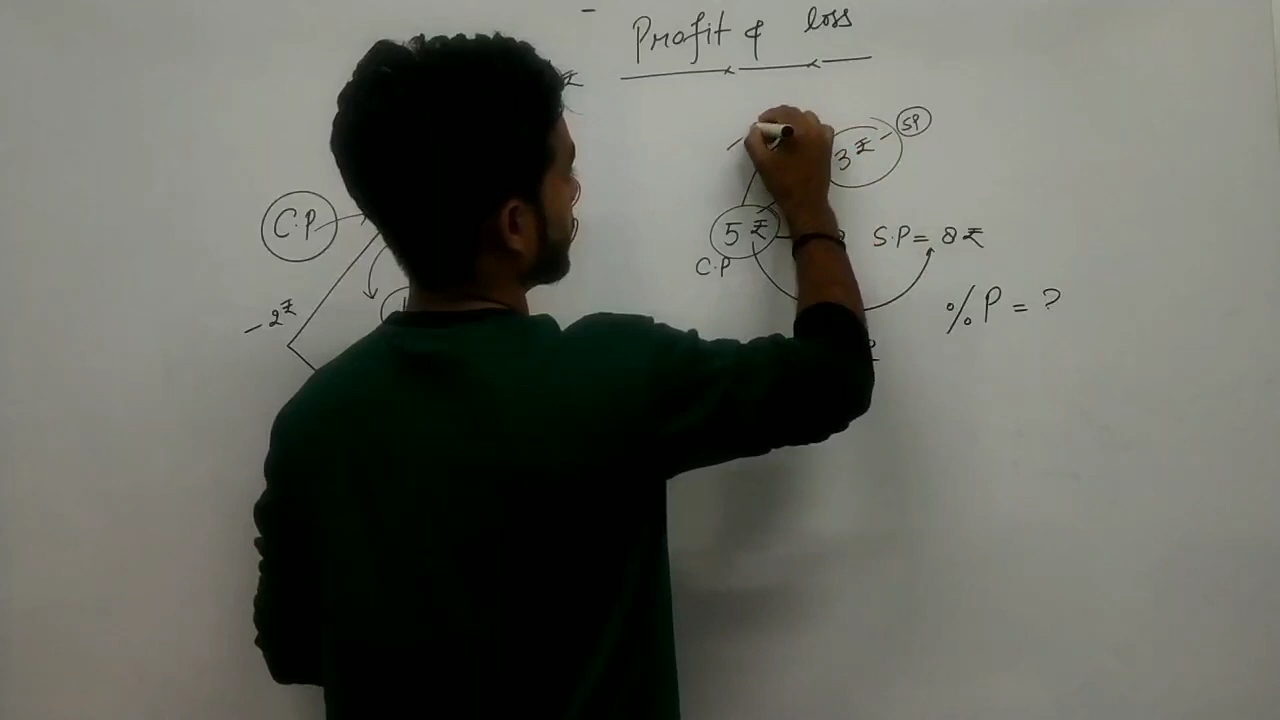 Profit & loss
3 ₹ SP
C.P
5 ₹
S.P = 8 ₹
C.P
- 2 ₹
% P = ?